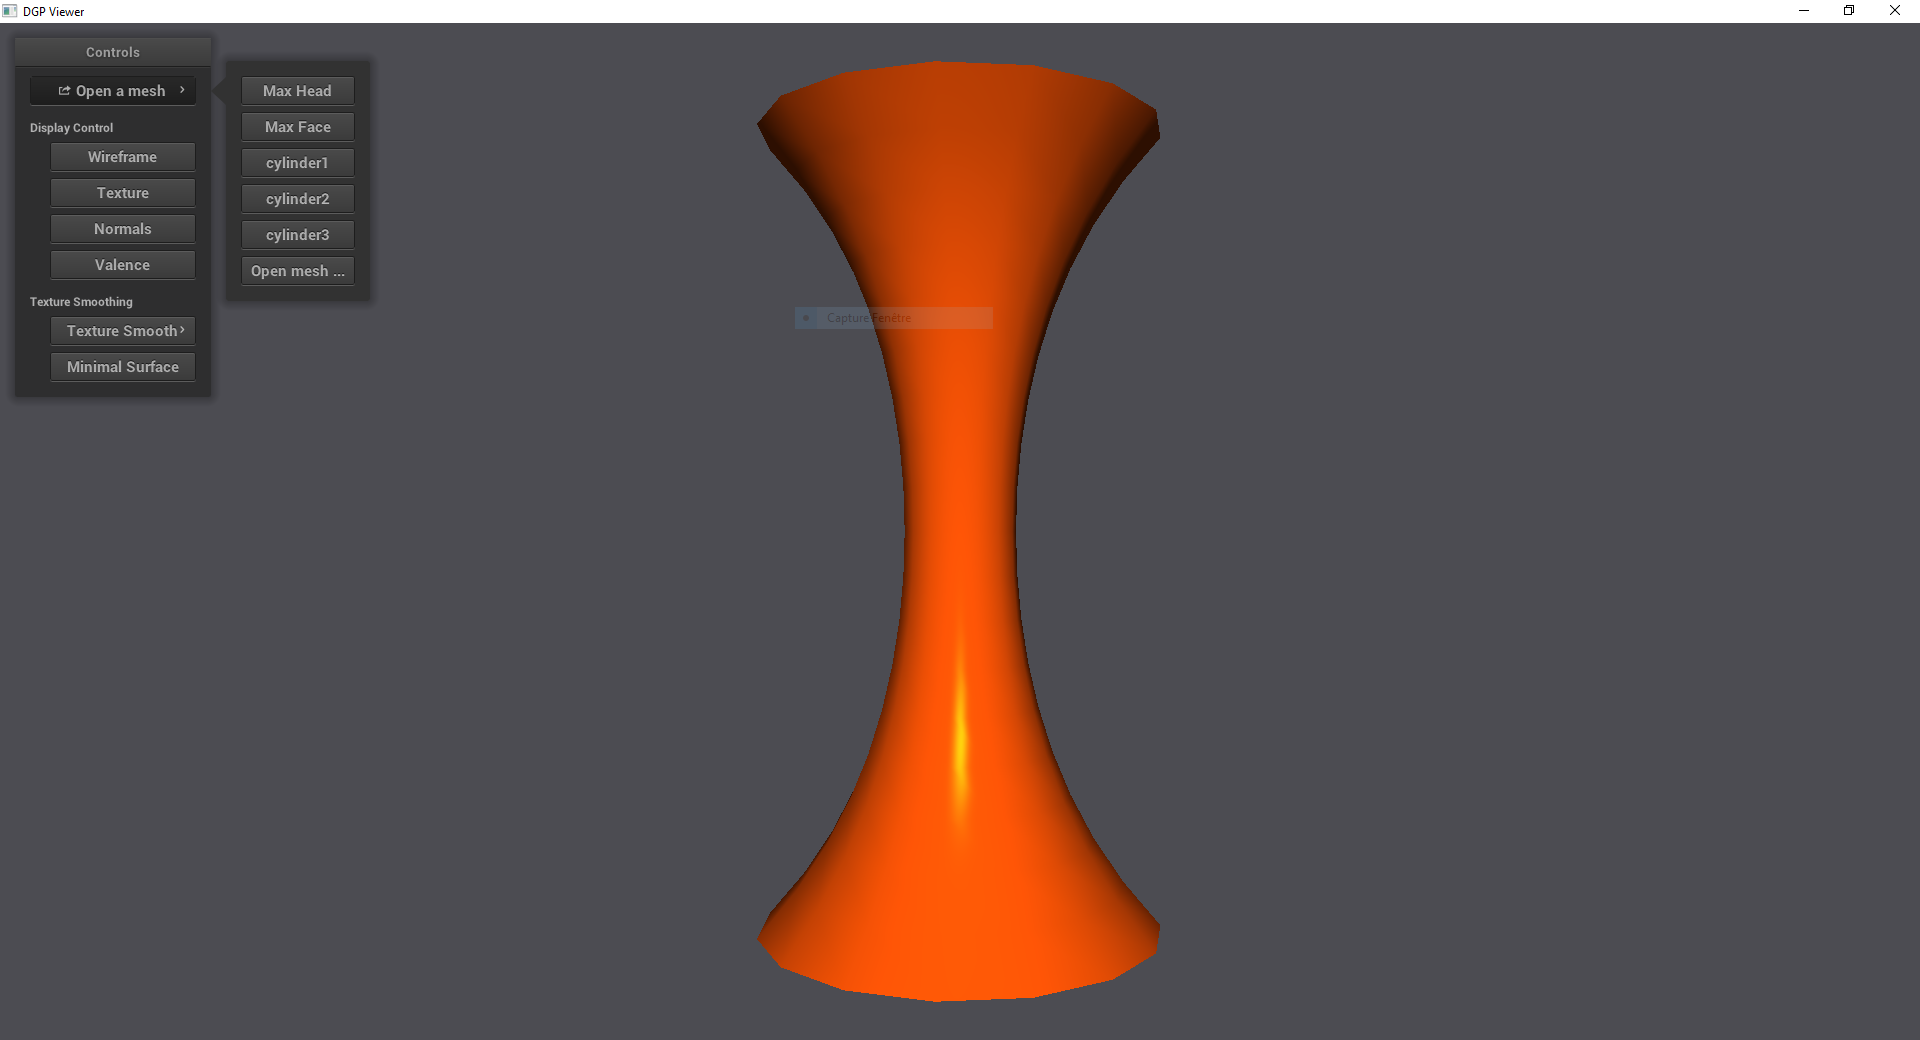 DGP Viewer
Controls
Open a mesh
Display Control
Wireframe
Texture
Normals
Valence
Texture Smoothing
Texture Smooth
Minimal Surface
Max Head
Max Face
cylinder1
cylinder2
cylinder3
Open mesh ...
Capture Fenêtre